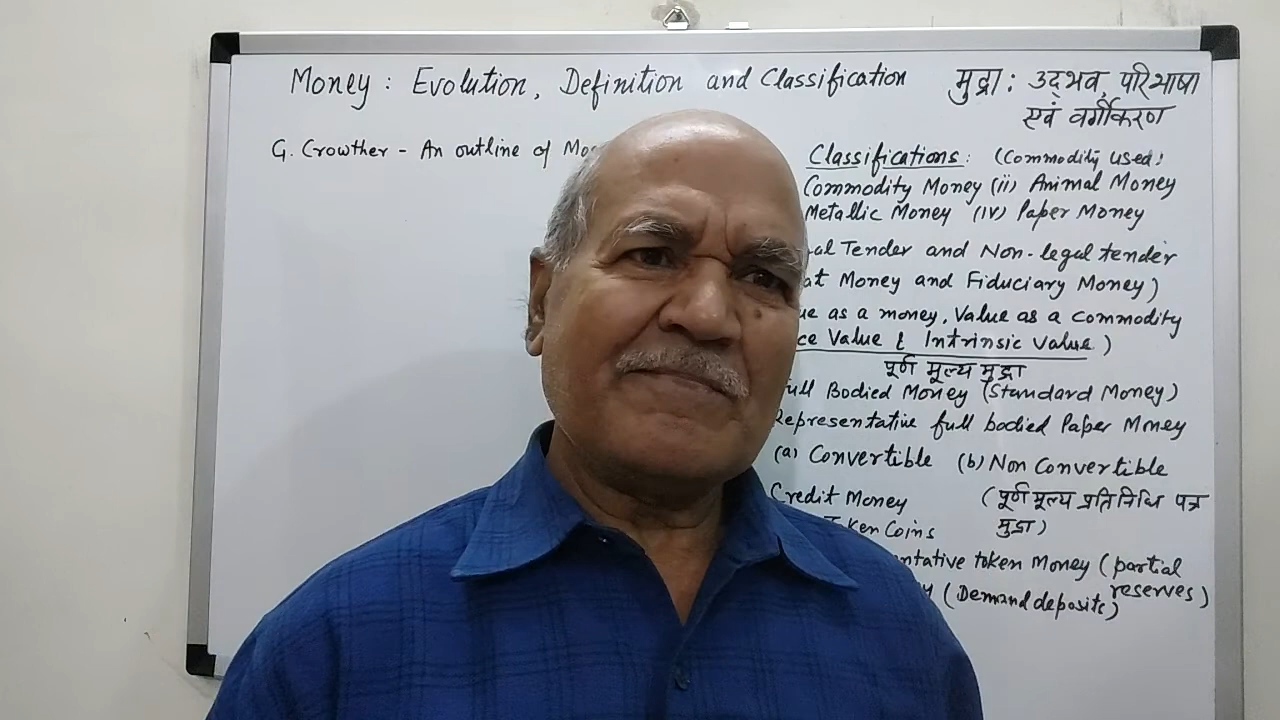 Money : Evolution, Definition and Classification
मुद्रा : उद्भव, परिभाषा
एवं वर्गीकरण
G. Crowther - An outline of Mo
Classifications : (Commodity used)
Commodity Money (ii) Animal Money
Metallic Money (iv) Paper Money
al Tender and Non-legal tender
at Money and Fiduciary Money)
ue as a money, Value as a commodity
ce Value & Intrinsic value)
पूर्ण मूल्य मुद्रा
Full Bodied Money (Standard Money)
Representative full bodied Paper Money
(a) Convertible (b) Non Convertible
Credit Money (पूर्ण मूल्य प्रतिनिधि पत्र
मुद्रा)
Token Coins
ntative token Money (partial
reserves)
(Demand deposits)